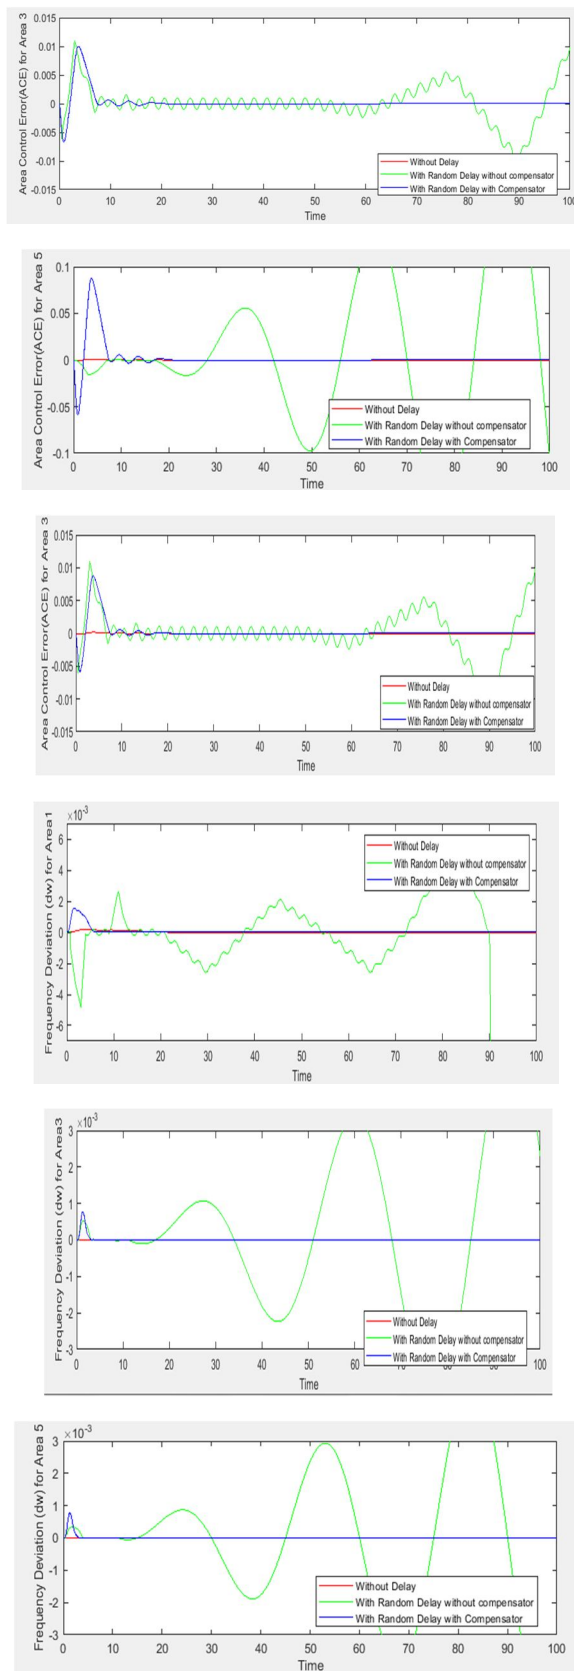 Area Control Error(ACE) for Area 3
0.015
0.01
0.005
0
-0.005
-0.01
-0.015
0 10 20 30 40 50 60 70 80 90 100
Time
Without Delay
With Random Delay without compensator
With Random Delay with Compensator
Area Control Error(ACE) for Area 5
0.1
0.05
0
-0.05
-0.1
0 10 20 30 40 50 60 70 80 90 100
Time
Without Delay
With Random Delay without compensator
With Random Delay with Compensator
Area Control Error(ACE) for Area 3
0.015
0.01
0.005
0
-0.005
-0.01
-0.015
0 10 20 30 40 50 60 70 80 90 100
Time
Without Delay
With Random Delay without compensator
With Random Delay with Compensator
Frequency Deviation (dw) for Area1
×10-3
6
4
2
0
-2
-4
-6
0 10 20 30 40 50 60 70 80 90 100
Time
Without Delay
With Random Delay without compensator
With Random Delay with Compensator
Frequency Deviation (dw) for Area3
×10-3
3
2
1
0
-1
-2
-3
0 10 20 30 40 50 60 70 80 90 100
Time
Without Delay
With Random Delay without compensator
With Random Delay with Compensator
Frequency Deviation (dw) for Area 5
×10-3
3
2
1
0
-1
-2
-3
0 10 20 30 40 50 60 70 80 90 100
Time
Without Delay
With Random Delay without compensator
With Random Delay with Compensator